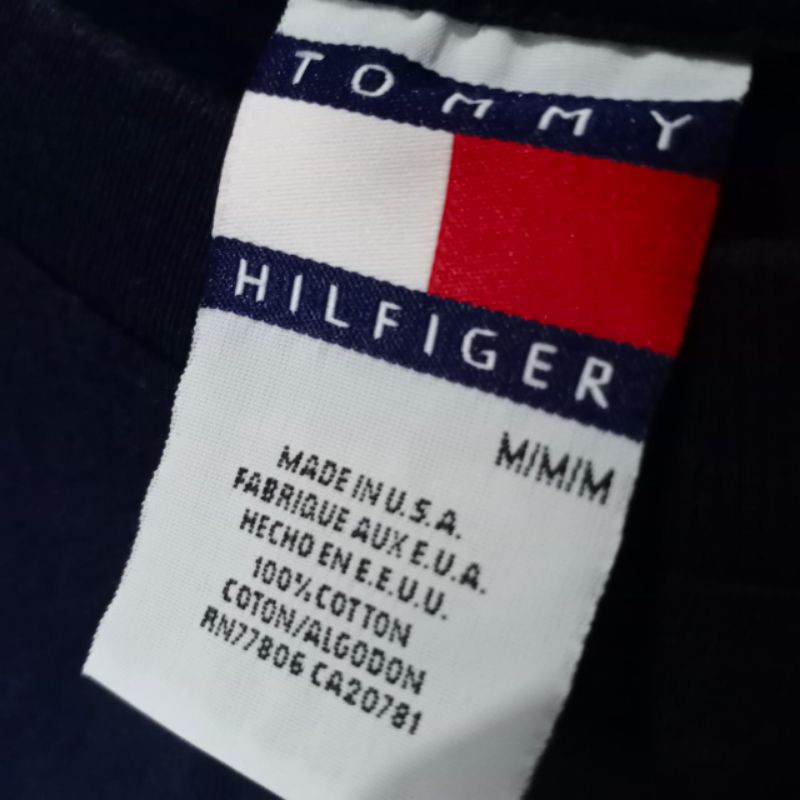 TOMMY
HILFIGER
M/M/M
MADE IN U.S.A.
FABRIQUE AUX E.U.A.
HECHO EN E.E.U.U.
100% COTTON
COTON/ALGODON
RN77806 CA20781